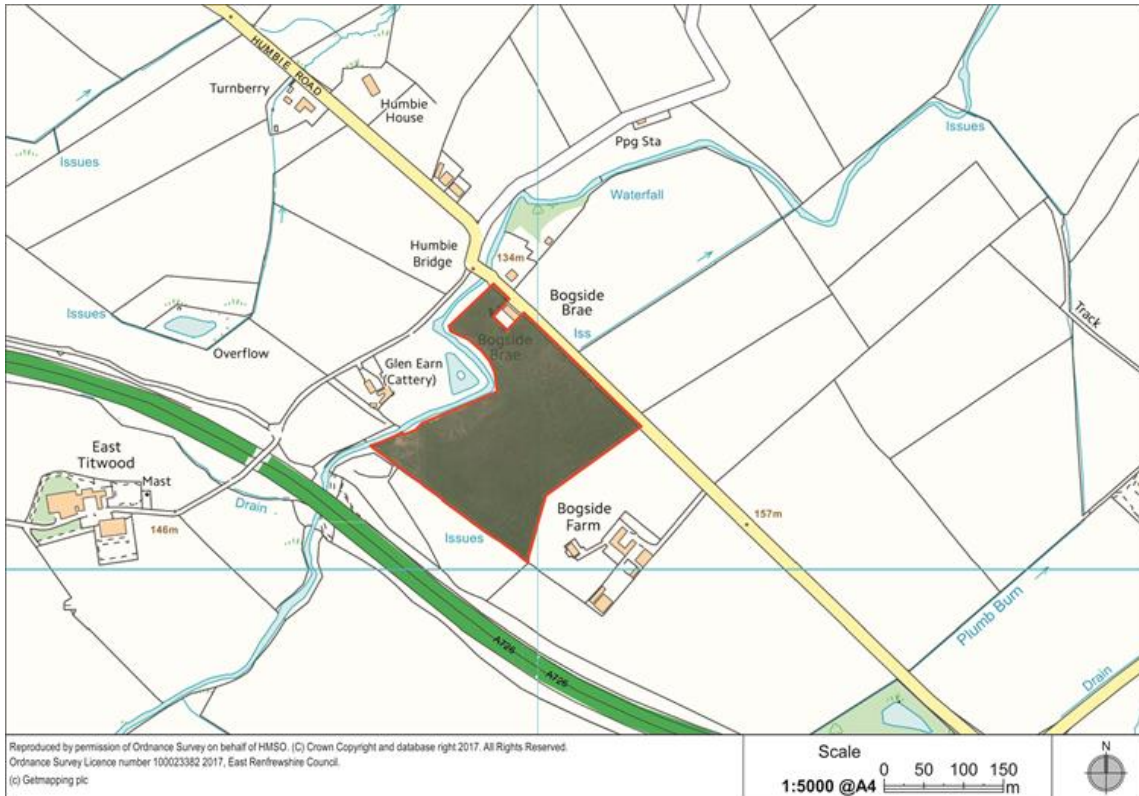 HUMBLE ROAD
Turnberry
Humbie
House
Issues
Ppg Sta
Issues
Waterfall
Humbie
Bridge
134m
Bogside
Brae
Issues
Iss
Bogside
Brae
Track
Overflow
Glen Earn
(Cattery)
East
Titwood
Mast
Drain
146m
Bogside
Farm
157m
Issues
Plumb Burn
A726
A726
Drain
Reproduced by permission of Ordnance Survey on behalf of HMSO. (C) Crown Copyright and database right 2017. All Rights Reserved.
Ordnance Survey Licence number 100023382 2017, East Renfrewshire Council.
(c) Getmapping plc
Scale
1:5000 @A4
0 50 100 150
m
N